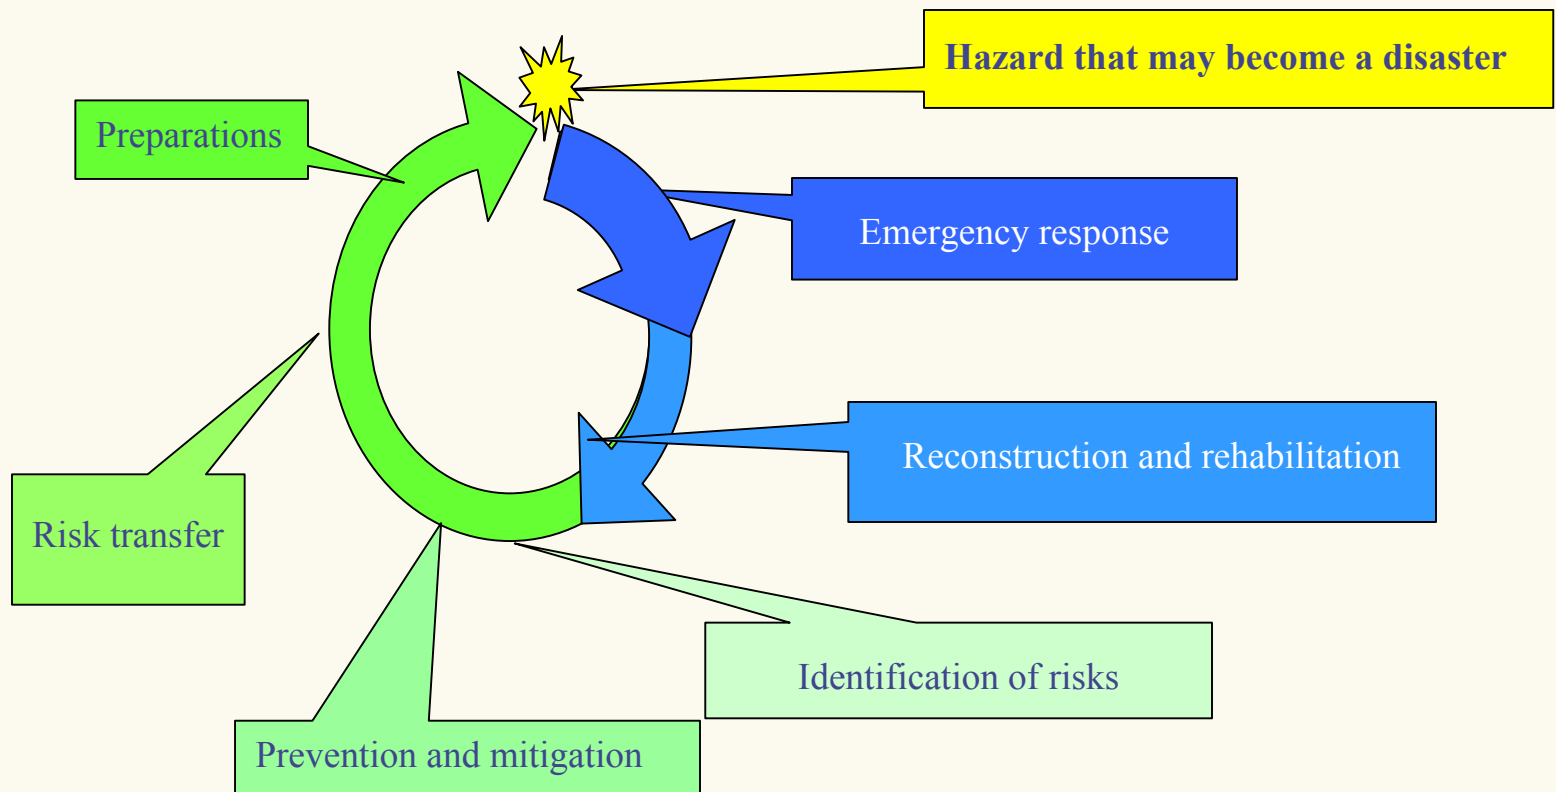 Hazard that may become a disaster
Preparations
Emergency response
Reconstruction and rehabilitation
Risk transfer
Identification of risks
Prevention and mitigation